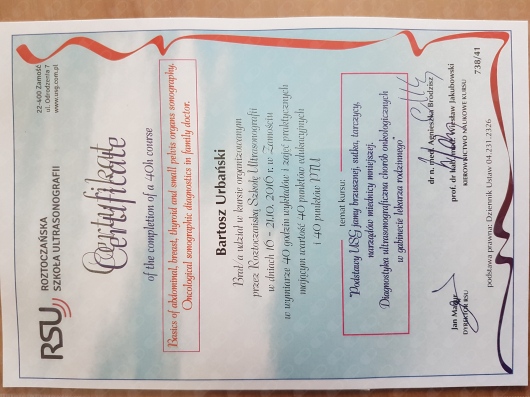 RSU ROZTOCZAŃSKA
SZKOŁA ULTRASONOGRAFII
22-400 Zamość
ul. Odrodzenia 7
www.usg.com.pl
Certyfikat
Certificate
of the completion of a 40h course
Basics of abdominal, breast, thyroid and small pelvis organs sonography.
Oncological sonographic diagnostics in family doctor.
Bartosz Urbański
Brał a udział w kursie organizowanym
przez Roztoczańską Szkołę Ultrasonografii
w dniach 16 - 21.10. 2016 r. w Zamościu
w wymiarze 40 godzin wykładów i zajęć praktycznych
mającym wartość 40 punktów edukacyjnych
i 40 punktów PTU
temat kursu:
"Podstawy USG jamy brzusznej, sutka, tarczycy,
narządów miednicy mniejszej.
Diagnostyka ultrasonograficzna chorób onkologicznych
w gabinecie lekarza rodzinnego"
dr n. med. Agnieszka Brodzisz
prof. dr hab. Wiesław Jakubowski
KIEROWNICTWO NAUKOWE KURSU
Jan Mazur
DYREKTOR RSU
podstawa prawna: Dziennik Ustaw 04.231.2326
738/41